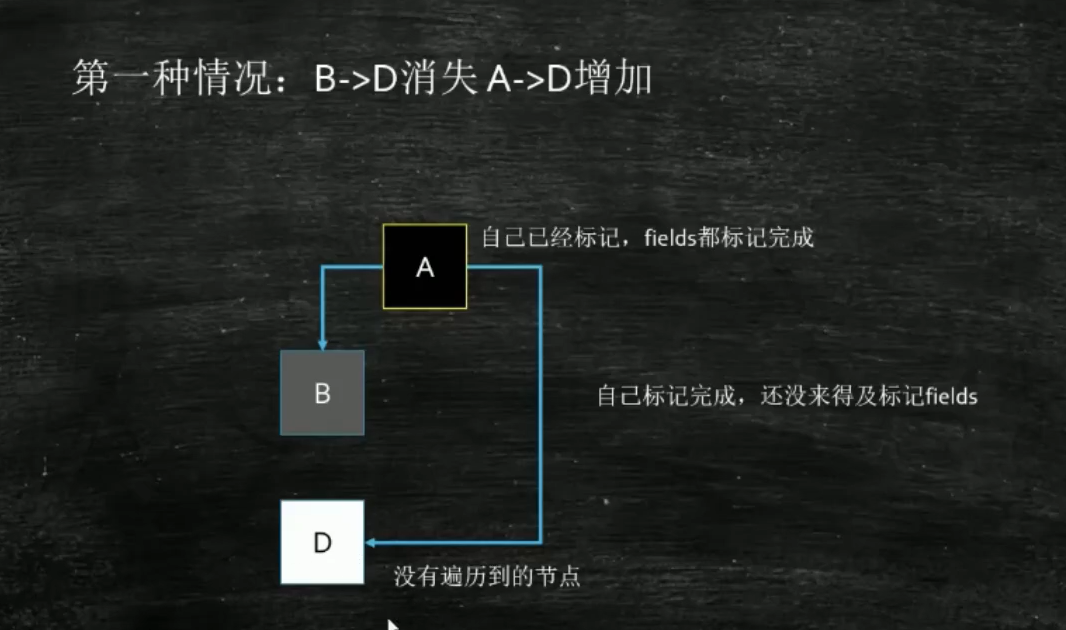 第一种情况：B->D消失 A->D增加
A
自己已经标记，fields都标记完成
B
自己标记完成，还没来得及标记fields
D
没有遍历到的节点